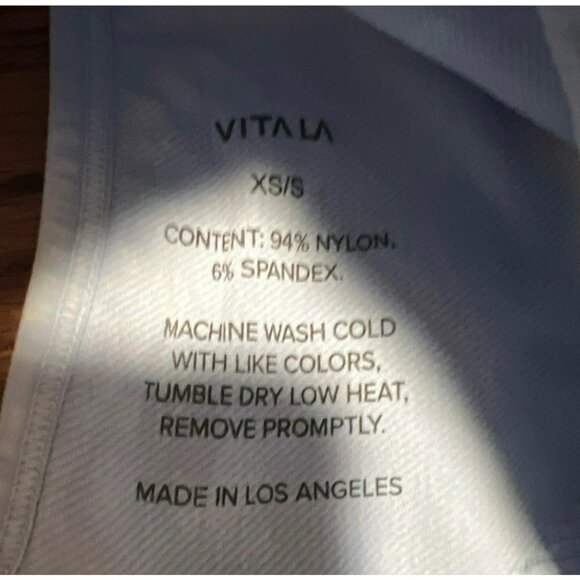 VITA LA
XS/S
CONTENT: 94% NYLON,
6% SPANDEX.
MACHINE WASH COLD
WITH LIKE COLORS,
TUMBLE DRY LOW HEAT,
REMOVE PROMPTLY.
MADE IN LOS ANGELES